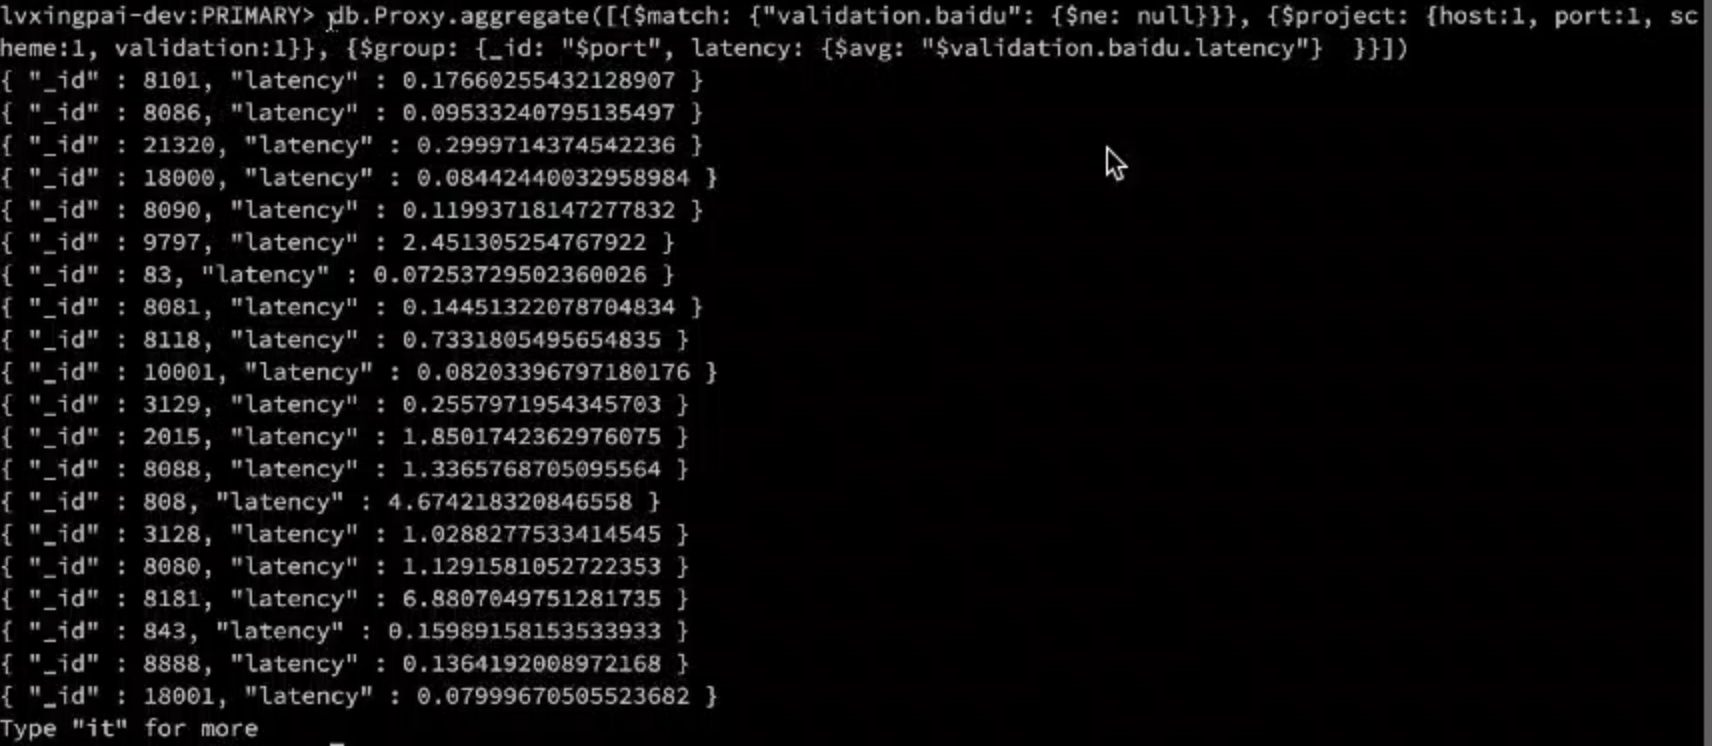 lvxingpai-dev:PRIMARY> db.Proxy.aggregate([{$match: {"validation.baidu": {$ne: null}}}, {$project: {host:1, port:1, sc
heme:1, validation:1}}, {$group: {_id: "$port", latency: {$avg: "$validation.baidu.latency"}  }}])
{ "_id" : 8101, "latency" : 0.17660255432128907 }
{ "_id" : 8086, "latency" : 0.09533240795135497 }
{ "_id" : 21320, "latency" : 0.2999714374542236 }
{ "_id" : 18000, "latency" : 0.08442440032958984 }
{ "_id" : 8090, "latency" : 0.11993718147277832 }
{ "_id" : 9797, "latency" : 2.451305254767922 }
{ "_id" : 83, "latency" : 0.07253729502360026 }
{ "_id" : 8081, "latency" : 0.14451322078704834 }
{ "_id" : 8118, "latency" : 0.7331805495654835 }
{ "_id" : 10001, "latency" : 0.08203396797180176 }
{ "_id" : 3129, "latency" : 0.2557971954345703 }
{ "_id" : 2015, "latency" : 1.8501742362976075 }
{ "_id" : 8088, "latency" : 1.3365768705095564 }
{ "_id" : 808, "latency" : 4.674218320846558 }
{ "_id" : 3128, "latency" : 1.0288277533414545 }
{ "_id" : 8080, "latency" : 1.1291581052722353 }
{ "_id" : 8181, "latency" : 6.8807049751281735 }
{ "_id" : 843, "latency" : 0.15989158153533933 }
{ "_id" : 8888, "latency" : 0.1364192008972168 }
{ "_id" : 18001, "latency" : 0.07999670505523682 }
Type "it" for more